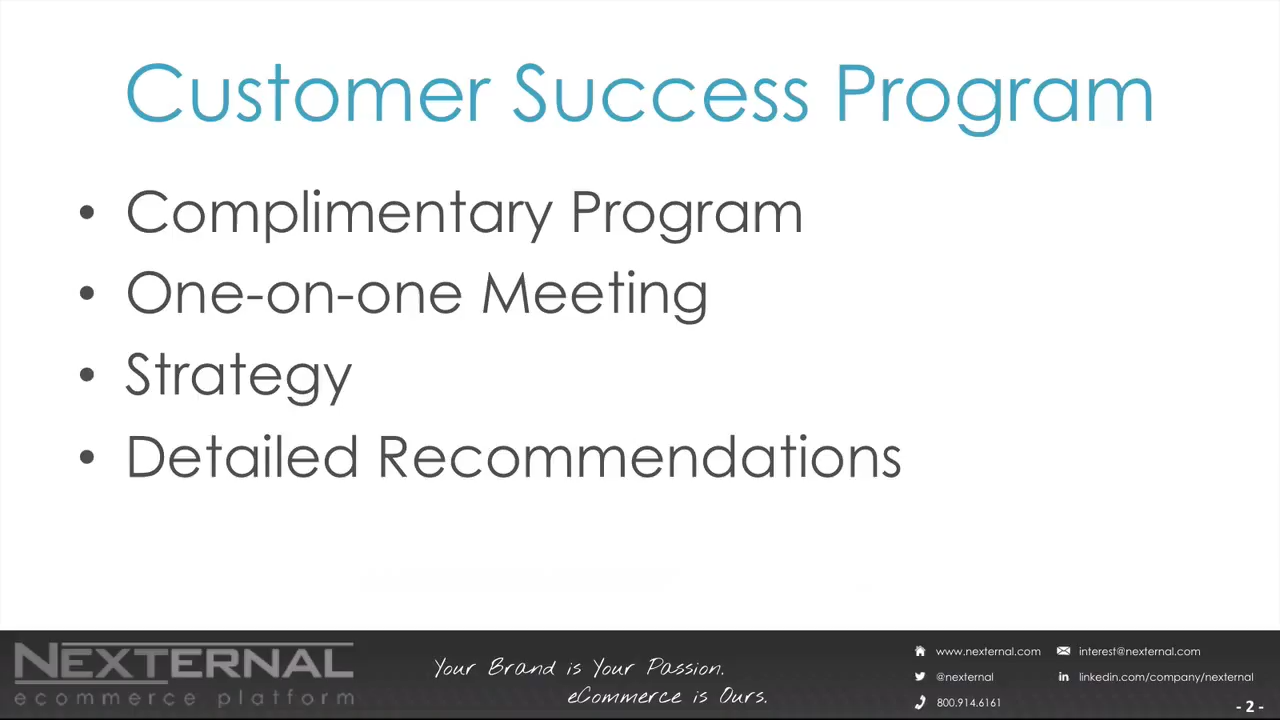 Customer Success Program
• Complimentary Program
• One-on-one Meeting
• Strategy
• Detailed Recommendations
NEXTERNAL
ecommerce platform
Your Brand is Your Passion.
eCommerce is Ours.
www.nexternal.com
interest@nexternal.com
@nexternal
linkedin.com/company/nexternal
800.914.6161
- 2 -